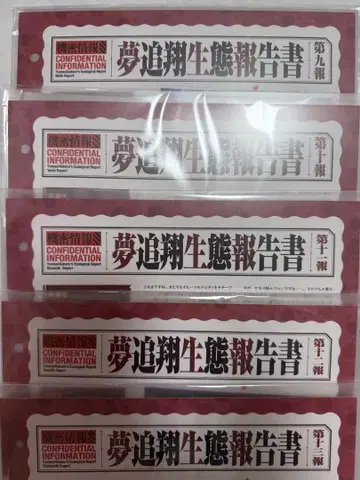 機密情報
CONFIDENTIAL
INFORMATION
夢追翔生態報告書
第九報
機密情報
CONFIDENTIAL
INFORMATION
夢追翔生態報告書
第十報
機密情報
CONFIDENTIAL
INFORMATION
夢追翔生態報告書
第十一報
機密情報
CONFIDENTIAL
INFORMATION
夢追翔生態報告書
第十二報
機密情報
CONFIDENTIAL
INFORMATION
夢追翔生態報告書
第十三報